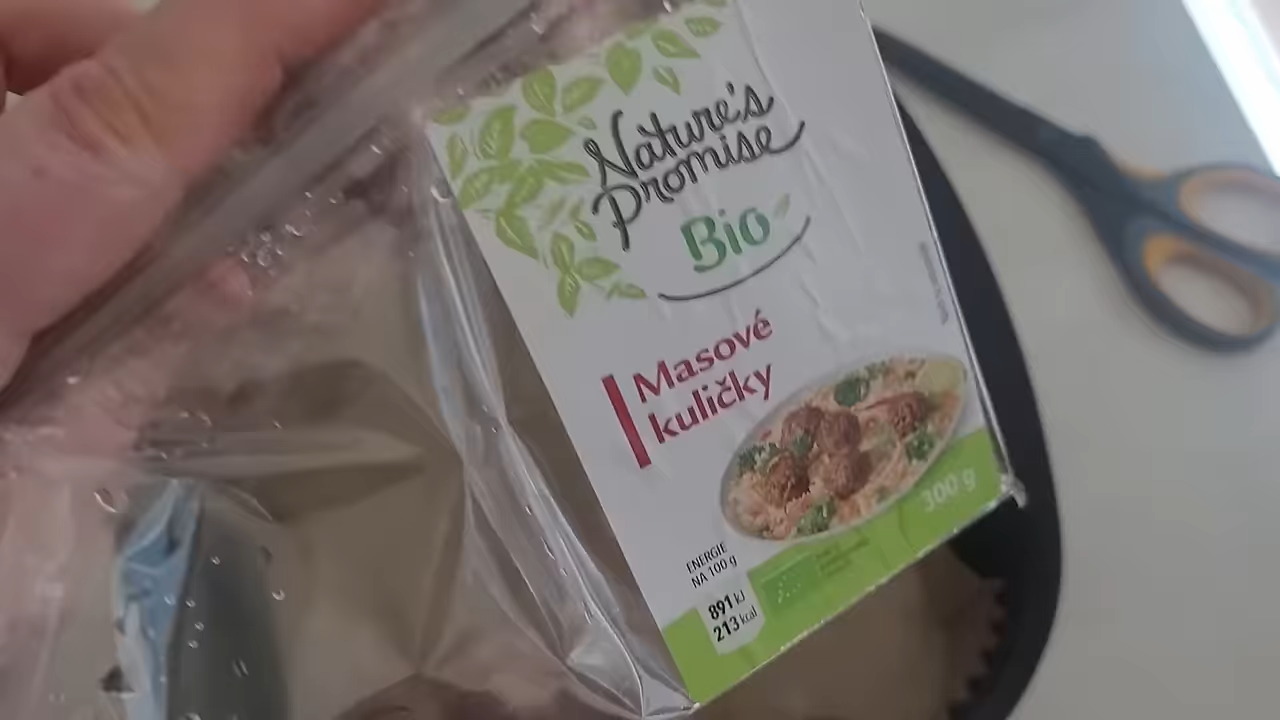 Nature's
Promise
Bio
Masové
kuličky
300 g
ENERGIE
NA 100 g
891 kJ
213 kcal